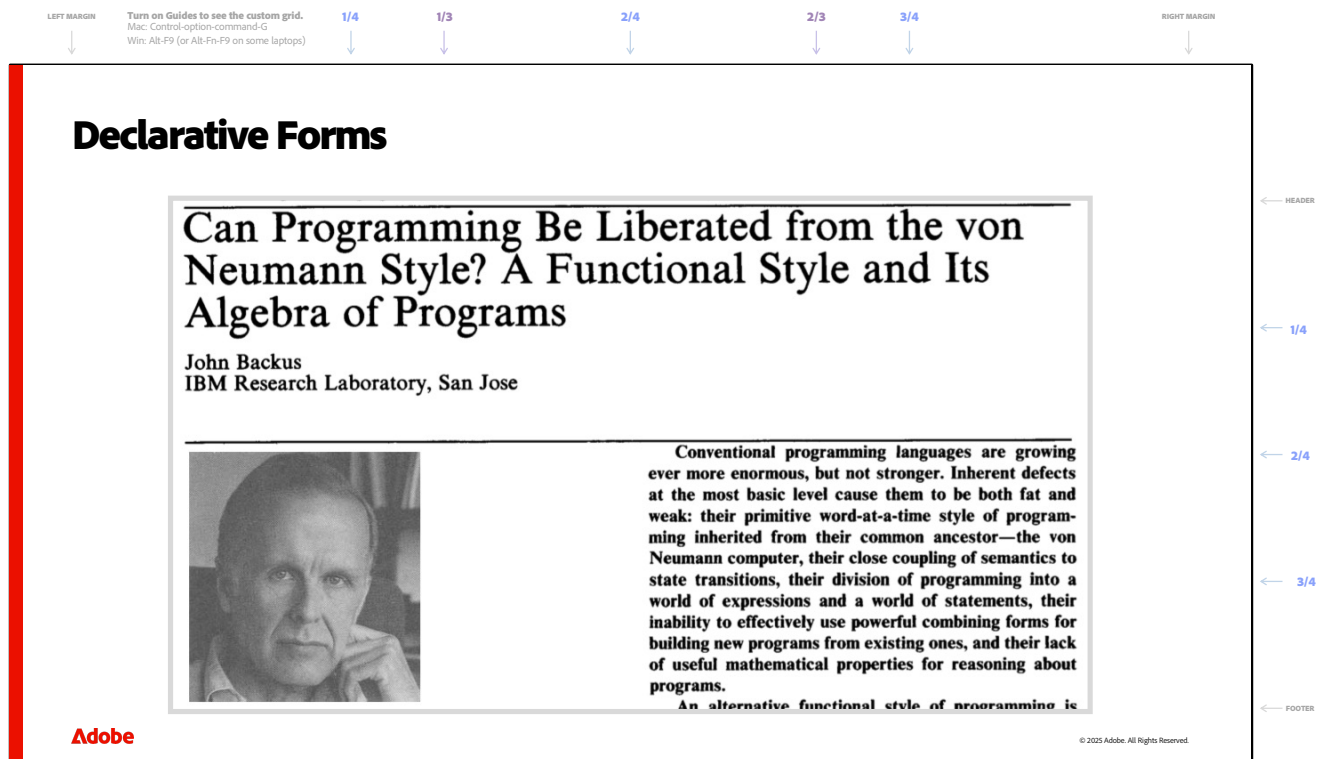 LEFT MARGIN
Turn on Guides to see the custom grid.
Mac: Control-option-command-G
Win: Alt-F9 (or Alt-Fn-F9 on some laptops)
1/4
1/3
2/4
2/3
3/4
RIGHT MARGIN
Declarative Forms
HEADER
Can Programming Be Liberated from the von
Neumann Style? A Functional Style and Its
Algebra of Programs
1/4
John Backus
IBM Research Laboratory, San Jose
Conventional programming languages are growing
ever more enormous, but not stronger. Inherent defects
at the most basic level cause them to be both fat and
weak: their primitive word-at-a-time style of program-
ming inherited from their common ancestor—the von
Neumann computer, their close coupling of semantics to
state transitions, their division of programming into a
world of expressions and a world of statements, their
inability to effectively use powerful combining forms for
building new programs from existing ones, and their lack
of useful mathematical properties for reasoning about
programs.
An alternative functional style of programming is
2/4
3/4
FOOTER
Adobe
© 2025 Adobe. All Rights Reserved.